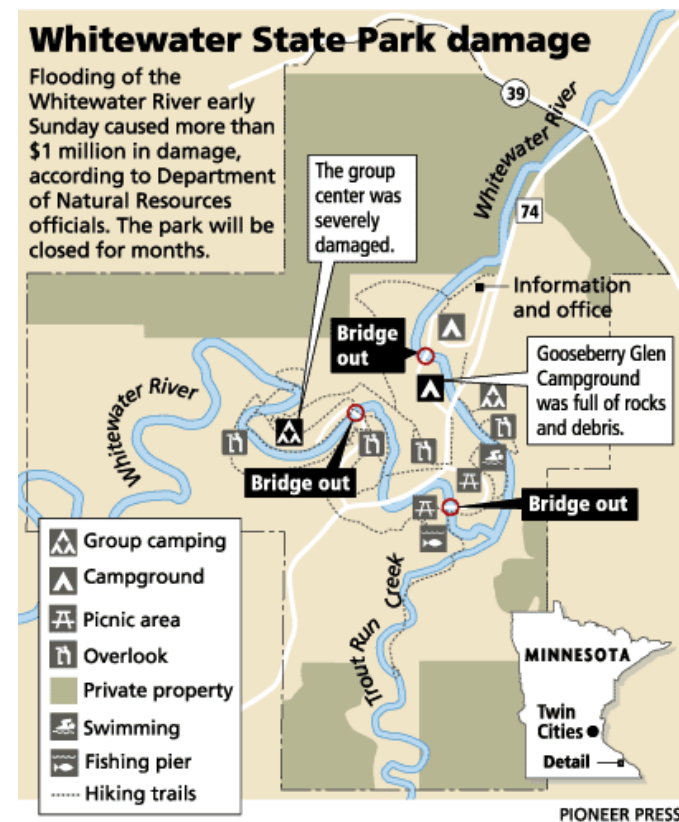 Whitewater State Park damage
Flooding of the
Whitewater River early
Sunday caused more than
$1 million in damage,
according to Department
of Natural Resources
officials. The park will be
closed for months.
39
Whitewater River
74
The group
center was
severely
damaged.
Information
and office
Bridge
out
Gooseberry Glen
Campground
was full of rocks
and debris.
Whitewater River
Bridge out
Bridge out
Trout Run Creek
Group camping
Campground
Picnic area
Overlook
Private property
Swimming
Fishing pier
Hiking trails
MINNESOTA
Twin
Cities
Detail
PIONEER PRESS